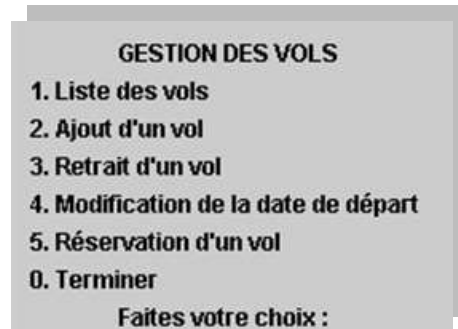 GESTION DES VOLS
1. Liste des vols
2. Ajout d'un vol
3. Retrait d'un vol
4. Modification de la date de départ
5. Réservation d'un vol
0. Terminer
Faites votre choix :